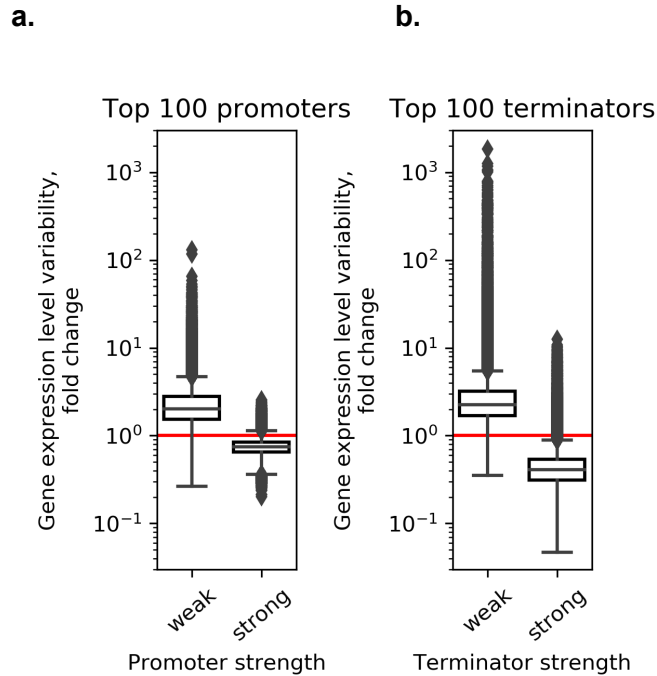 a.
Top 100 promoters
Gene expression level variability,
fold change
10³
10²
10¹
10⁰
10⁻¹
weak
strong
Promoter strength
b.
Top 100 terminators
Gene expression level variability,
fold change
10³
10²
10¹
10⁰
10⁻¹
weak
strong
Terminator strength